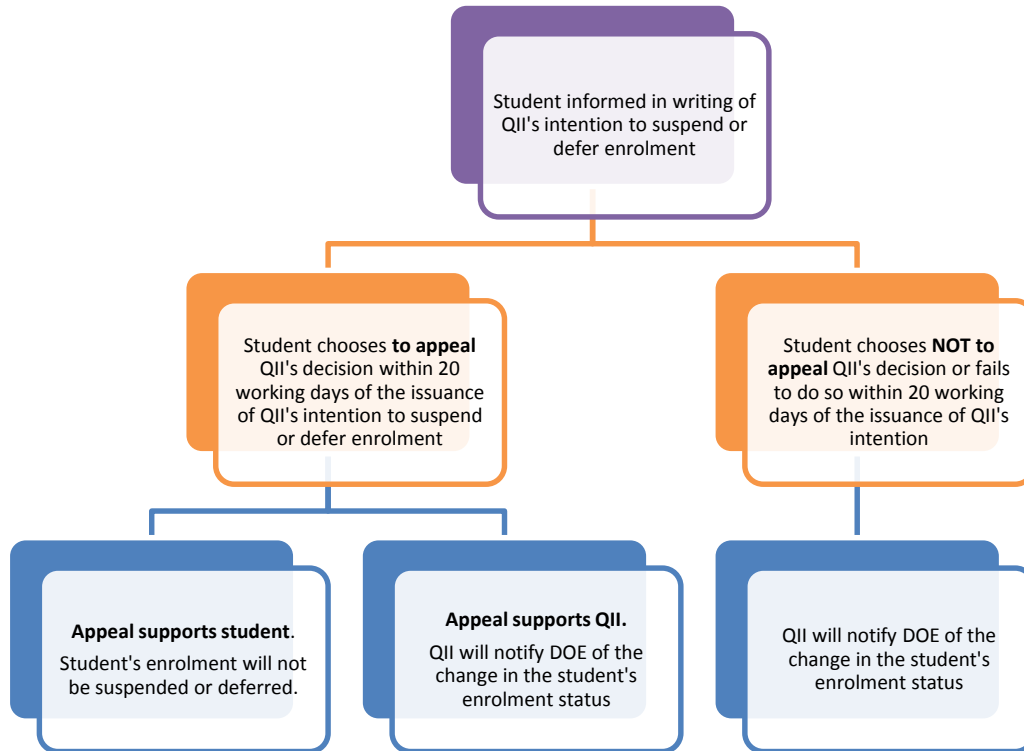 Student informed in writing of
QII's intention to suspend or
defer enrolment
Student chooses to appeal
QII's decision within 20
working days of the issuance
of QII's intention to suspend
or defer enrolment
Student chooses NOT to
appeal QII's decision or fails
to do so within 20 working
days of the issuance of QII's
intention
Appeal supports student.
Student's enrolment will not
be suspended or deferred.
Appeal supports QII.
QII will notify DOE of the
change in the student's
enrolment status
QII will notify DOE of the
change in the student's
enrolment status